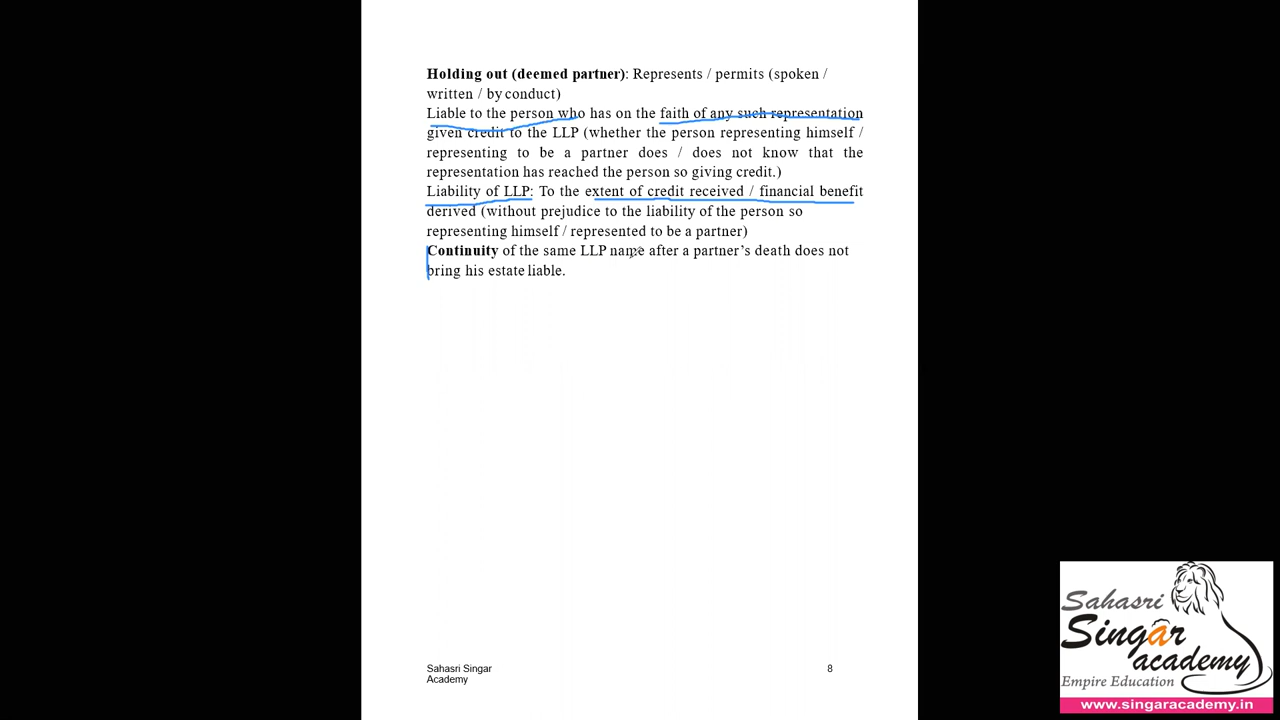 Holding out (deemed partner): Represents / permits (spoken /
written / by conduct)
Liable to the person who has on the faith of any such representation
given credit to the LLP (whether the person representing himself /
representing to be a partner does / does not know that the
representation has reached the person so giving credit.)
Liability of LLP: To the extent of credit received / financial benefit
derived (without prejudice to the liability of the person so
representing himself / represented to be a partner)
Continuity of the same LLP name after a partner’s death does not
bring his estate liable.
Sahasri Singar
Academy
8
Sahasri
Singar
academy
Empire Education
www.singaracademy.in